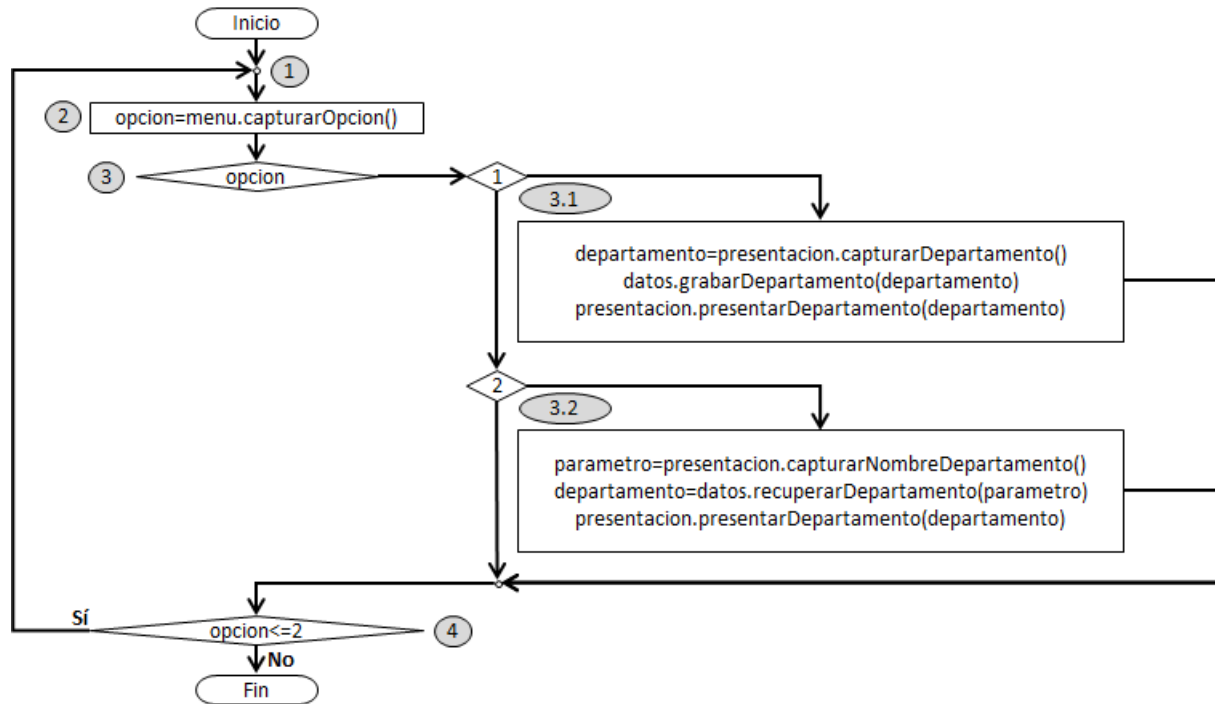 Inicio
1
2
opcion=menu.capturarOpcion()
3
opcion
1
3.1
departamento=presentacion.capturarDepartamento()
datos.grabarDepartamento(departamento)
presentacion.presentarDepartamento(departamento)
2
3.2
parametro=presentacion.capturarNombreDepartamento()
departamento=datos.recuperarDepartamento(parametro)
presentacion.presentarDepartamento(departamento)
Sí
opcion<=2
4
No
Fin